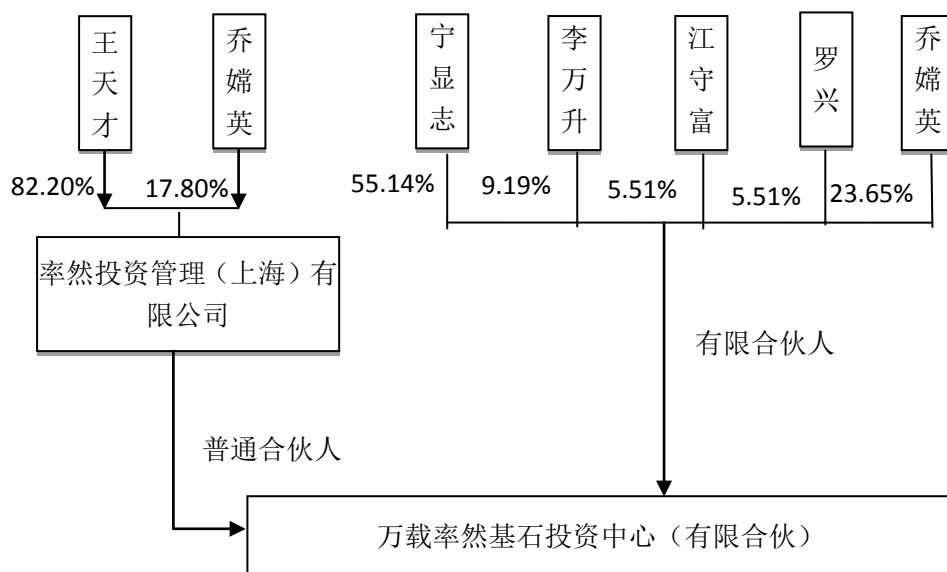 王天才
乔嫦英
宁显志
李万升
江守富
罗兴
乔嫦英
82.20%
17.80%
55.14%
9.19%
5.51%
5.51%
23.65%
率然投资管理（上海）有
限公司
有限合伙人
普通合伙人
万载率然基石投资中心（有限合伙）